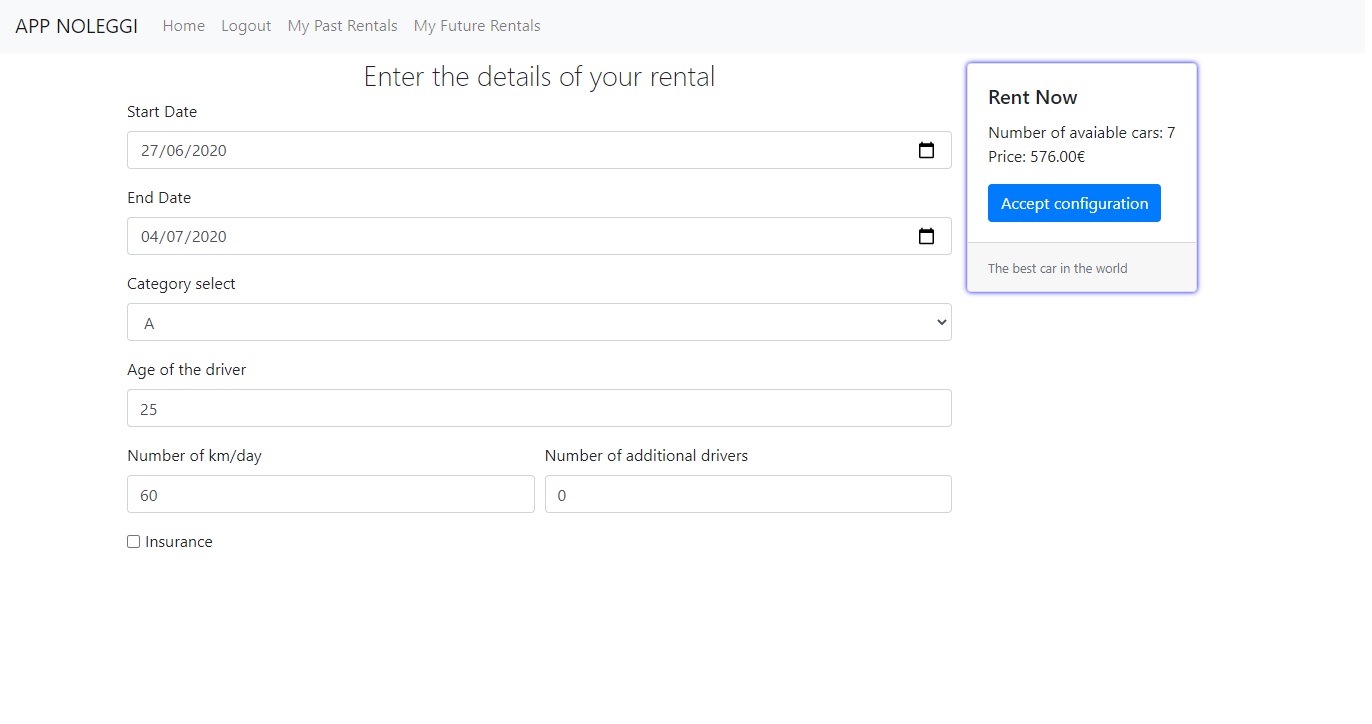 APP NOLEGGI Home Logout My Past Rentals My Future Rentals
Enter the details of your rental
Start Date
27/06/2020
End Date
04/07/2020
Category select
A
Age of the driver
25
Number of km/day Number of additional drivers
60 0
Insurance
Rent Now
Number of avaiable cars: 7
Price: 576.00€
Accept configuration
The best car in the world